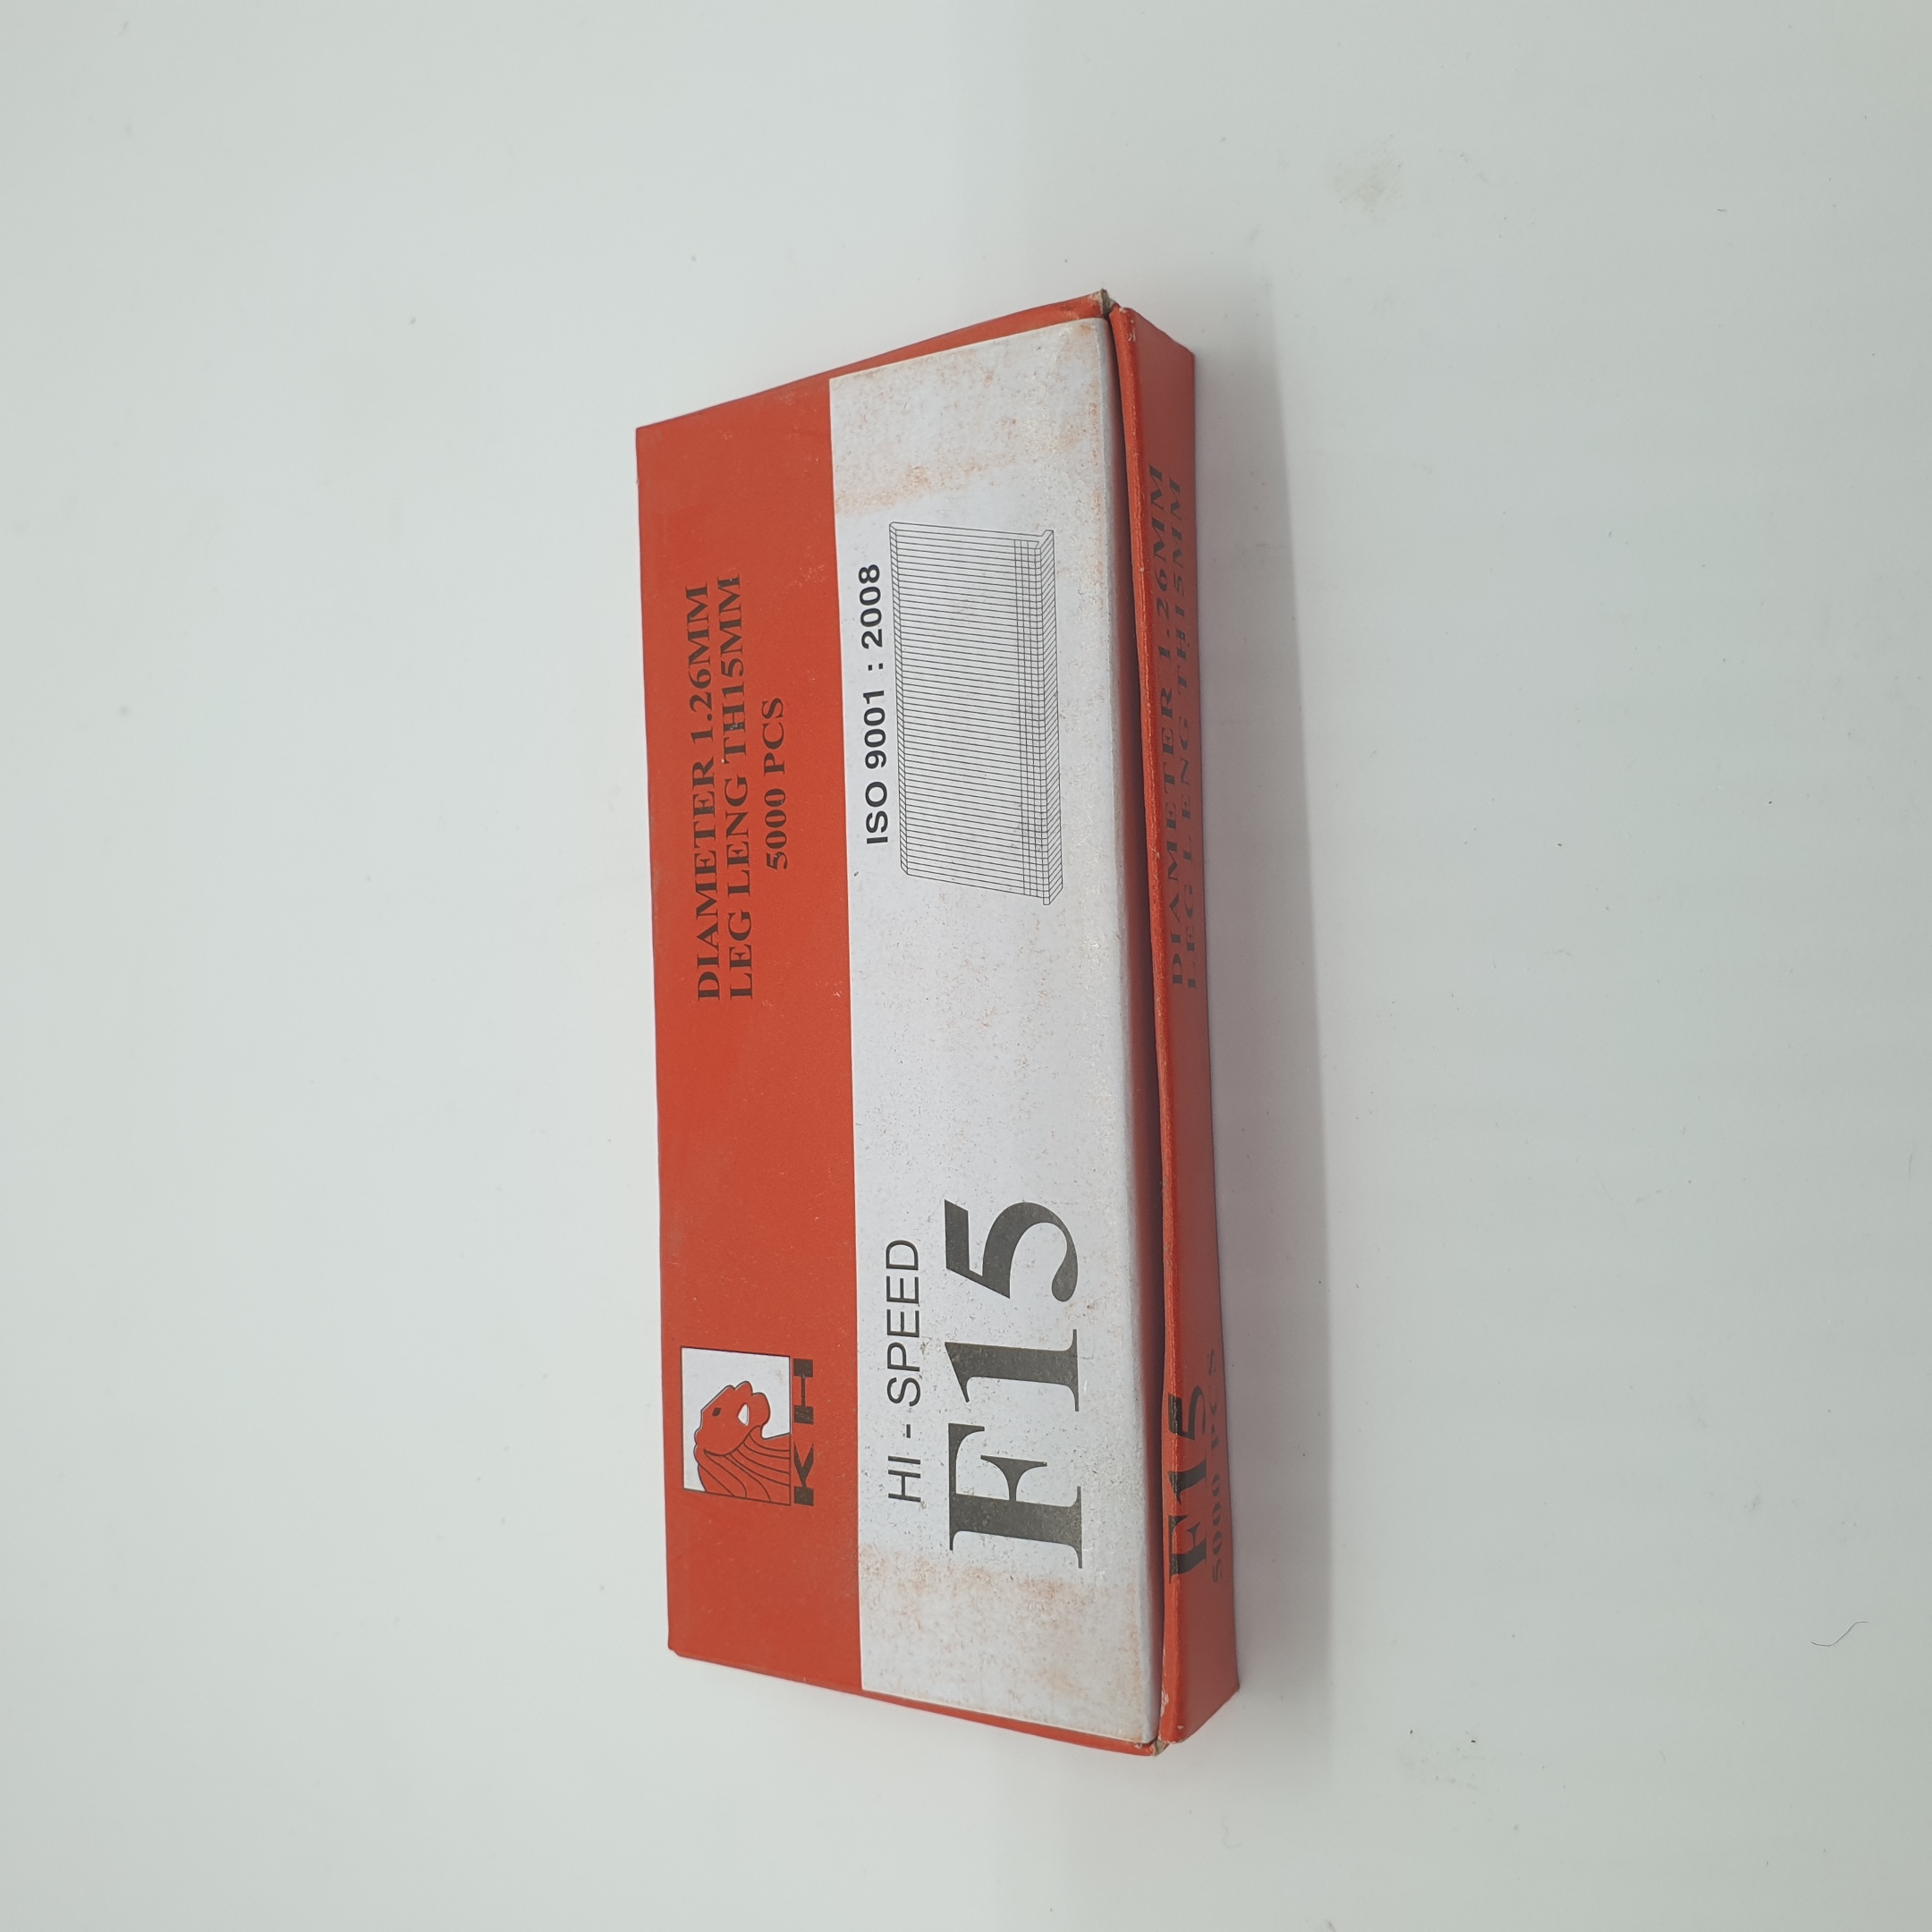 KH
DIAMETER 1.26MM
LEG LENG TH15MM
5000 PCS
HI - SPEED
F15
ISO 9001 : 2008
F15
5000 PCS
DIAMETER 1.26MM
LEG LENG TH15MM